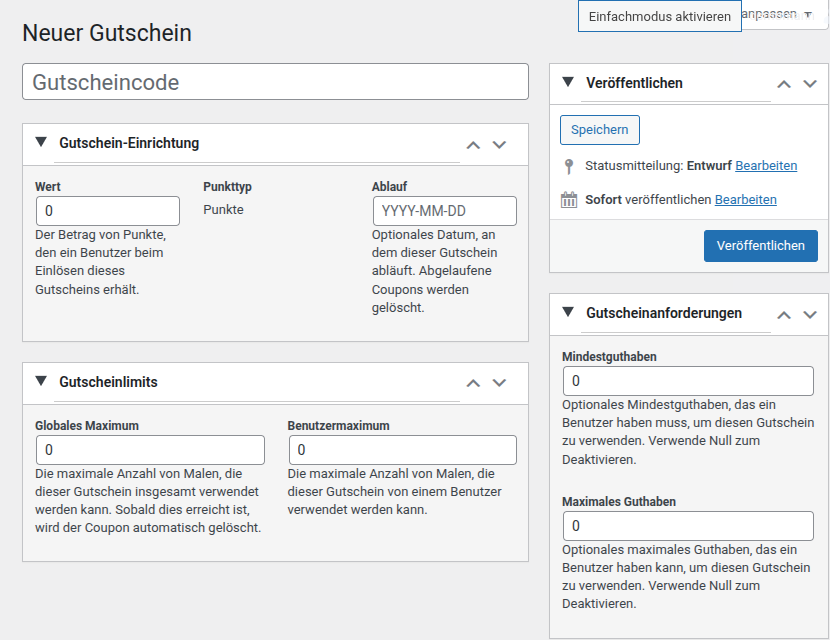 Einfachmodus aktivieren
anpassen
Neuer Gutschein
Gutscheincode
Gutschein-Einrichtung
Wert
0
Der Betrag von Punkte,
den ein Benutzer beim
Einlösen dieses
Gutscheins erhält.
Punkttyp
Punkte
Ablauf
YYYY-MM-DD
Optionales Datum, an
dem dieser Gutschein
abläuft. Abgelaufene
Coupons werden
gelöscht.
Gutscheinlimits
Globales Maximum
0
Die maximale Anzahl von Malen, die
dieser Gutschein insgesamt verwendet
werden kann. Sobald dies erreicht ist,
wird der Coupon automatisch gelöscht.
Benutzermaximum
0
Die maximale Anzahl von Malen, die
dieser Gutschein von einem Benutzer
verwendet werden kann.
Veröffentlichen
Speichern
Statusmitteilung: Entwurf Bearbeiten
Sofort veröffentlichen Bearbeiten
Veröffentlichen
Gutscheinanforderungen
Mindestguthaben
0
Optionales Mindestguthaben, das ein
Benutzer haben muss, um diesen Gutschein
zu verwenden. Verwende Null zum
Deaktivieren.
Maximales Guthaben
0
Optionales maximales Guthaben, das ein
Benutzer haben kann, um diesen Gutschein
zu verwenden. Verwende Null zum
Deaktivieren.